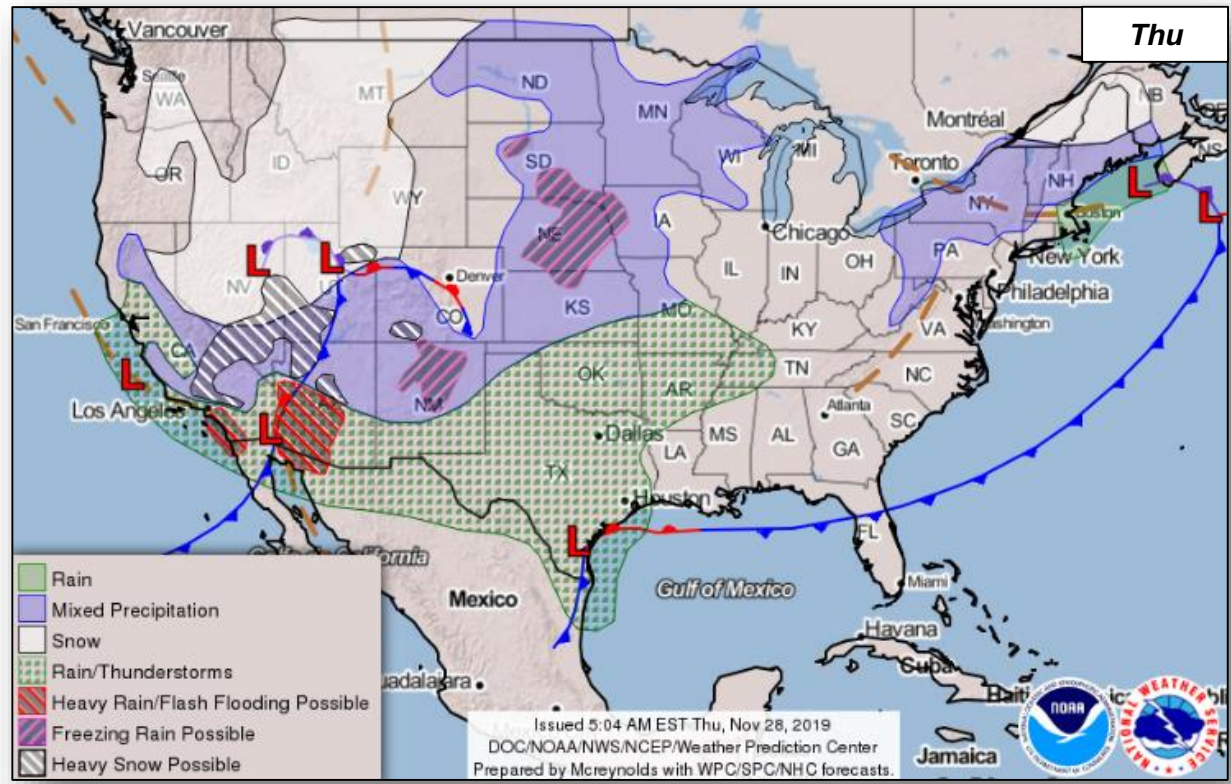 Thu
Vancouver
Seattle
WA
MT
ND
MN
Montréal
NB
NS
OR
ID
WY
SD
WI
MI
Toronto
NY
NH
Boston
NE
IA
Chicago
New York
Denver
IL
IN
OH
PA
Philadelphia
NV
CO
KS
MO
KY
VA
San Francisco
CA
TN
NC
L
L
L
L
L
L
L
Los Angeles
NM
OK
AR
Atlanta
SC
Dallas
MS
AL
GA
LA
TX
Houston
FL
Gulf of California
Mexico
Gulf of Mexico
Miami
Havana
Cuba
Jamaica
Rain
Mixed Precipitation
Snow
Rain/Thunderstorms
Heavy Rain/Flash Flooding Possible
Freezing Rain Possible
Heavy Snow Possible
Issued 5:04 AM EST Thu, Nov 28, 2019
DOC/NOAA/NWS/NCEP/Weather Prediction Center
Prepared by Mcreynolds with WPC/SPC/NHC forecasts.
NOAA
NATIONAL WEATHER SERVICE